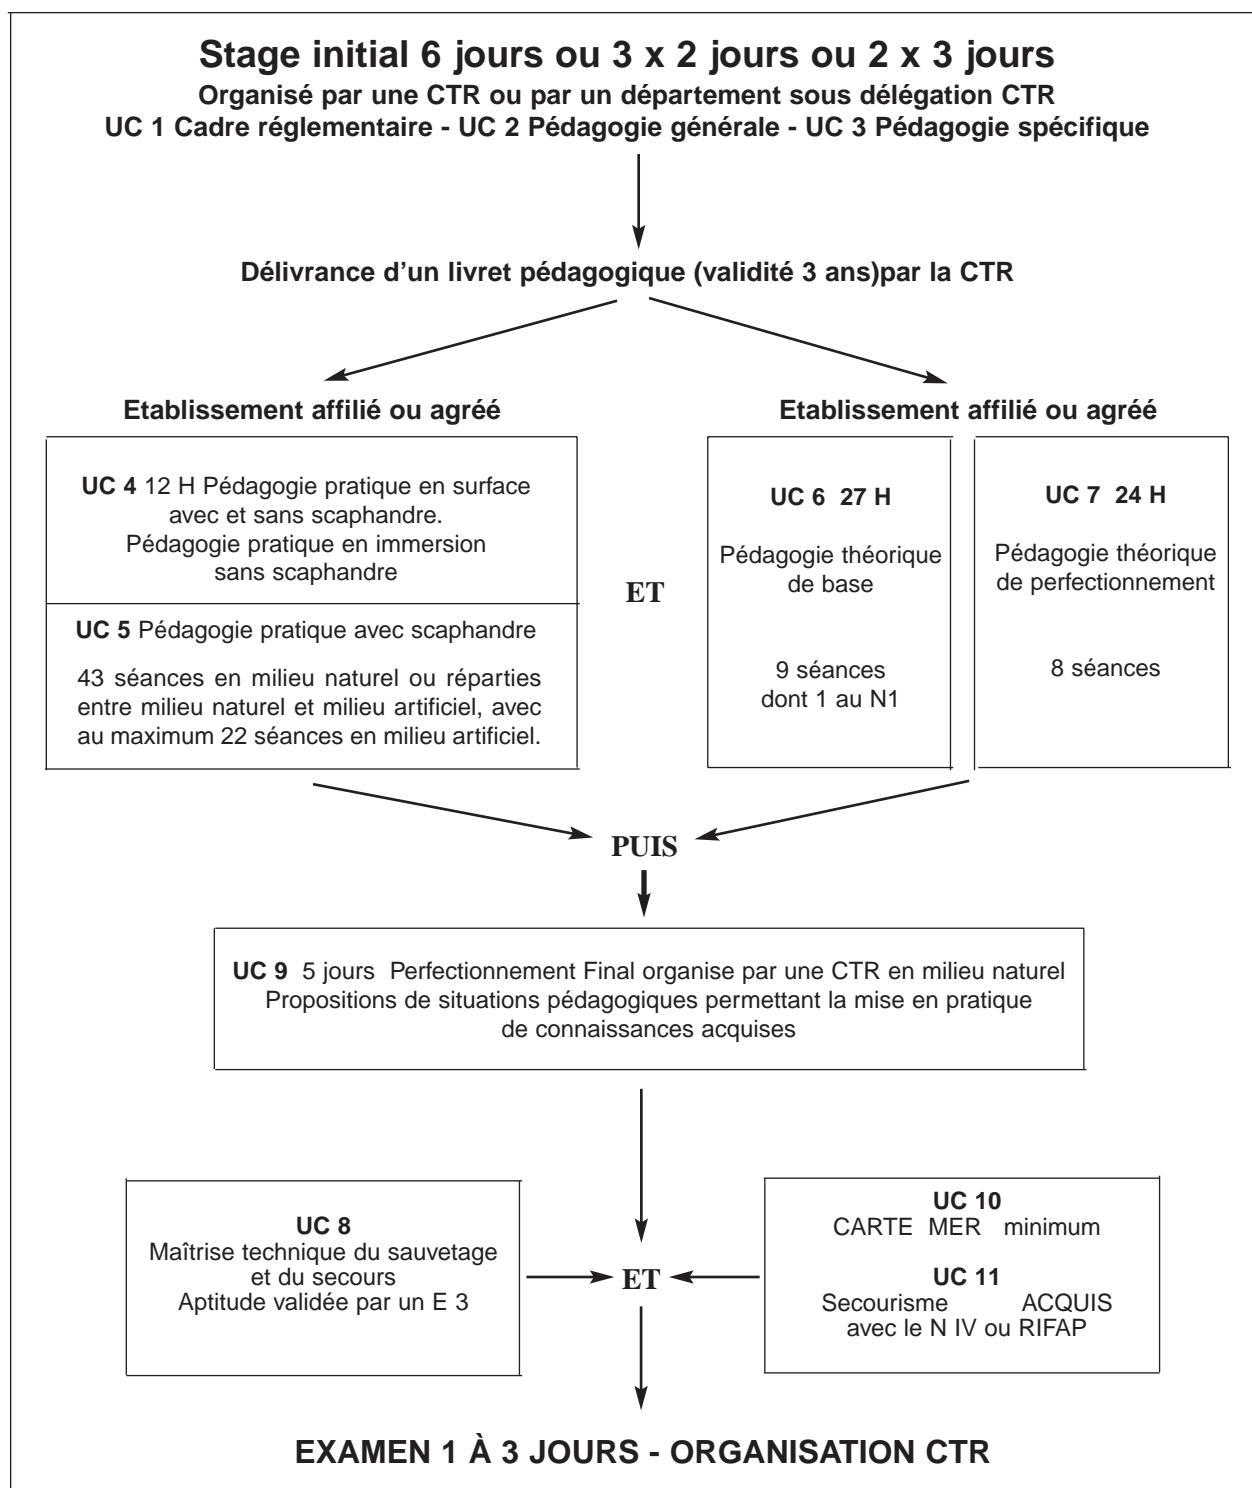 Stage initial 6 jours ou 3 x 2 jours ou 2 x 3 jours
Organisé par une CTR ou par un département sous délégation CTR
UC 1 Cadre réglementaire - UC 2 Pédagogie générale - UC 3 Pédagogie spécifique
Délivrance d'un livret pédagogique (validité 3 ans)par la CTR
Etablissement affilié ou agréé
UC 4 12 H Pédagogie pratique en surface
avec et sans scaphandre.
Pédagogie pratique en immersion
sans scaphandre
UC 5 Pédagogie pratique avec scaphandre
43 séances en milieu naturel ou réparties
entre milieu naturel et milieu artificiel, avec
au maximum 22 séances en milieu artificiel.
ET
Etablissement affilié ou agréé
UC 6 27 H
Pédagogie théorique
de base
9 séances
dont 1 au N1
UC 7 24 H
Pédagogie théorique
de perfectionnement
8 séances
PUIS
UC 9 5 jours Perfectionnement Final organise par une CTR en milieu naturel
Propositions de situations pédagogiques permettant la mise en pratique
de connaissances acquises
UC 8
Maîtrise technique du sauvetage
et du secours
Aptitude validée par un E 3
ET
UC 10
CARTE MER minimum
UC 11
Secourisme ACQUIS
avec le N IV ou RIFAP
EXAMEN 1 À 3 JOURS - ORGANISATION CTR